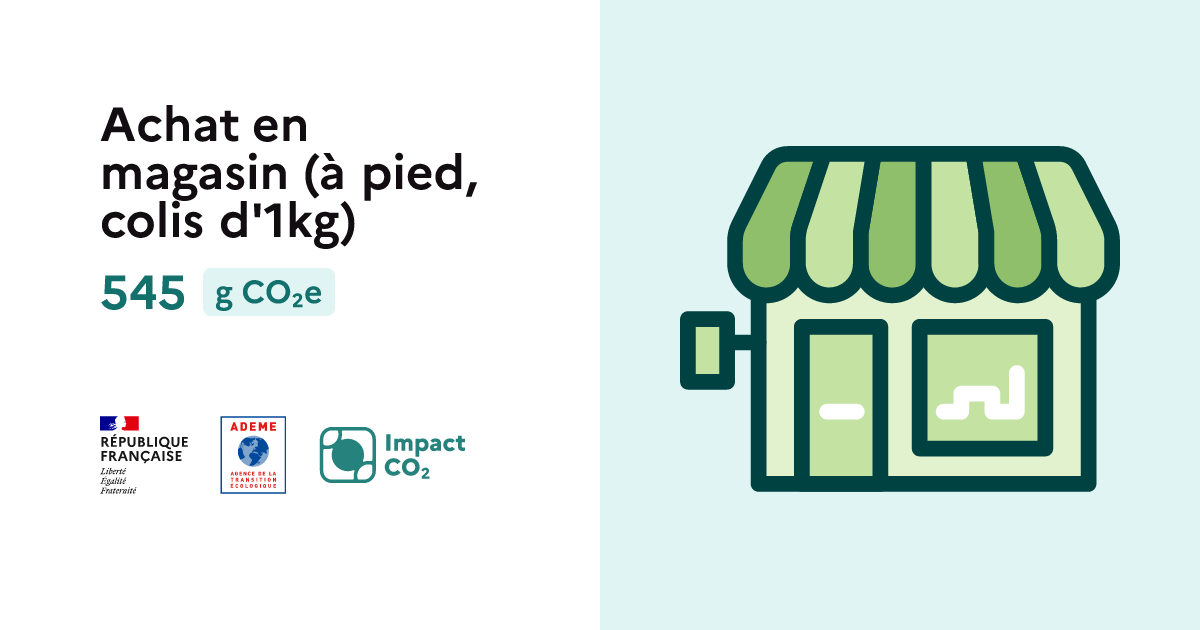 Achat en
magasin (à pied,
colis d'1kg)
545 g CO₂e
RÉPUBLIQUE
FRANÇAISE
Liberté
Égalité
Fraternité
ADEME
AGENCE DE LA
TRANSITION
ÉCOLOGIQUE
Impact
CO₂